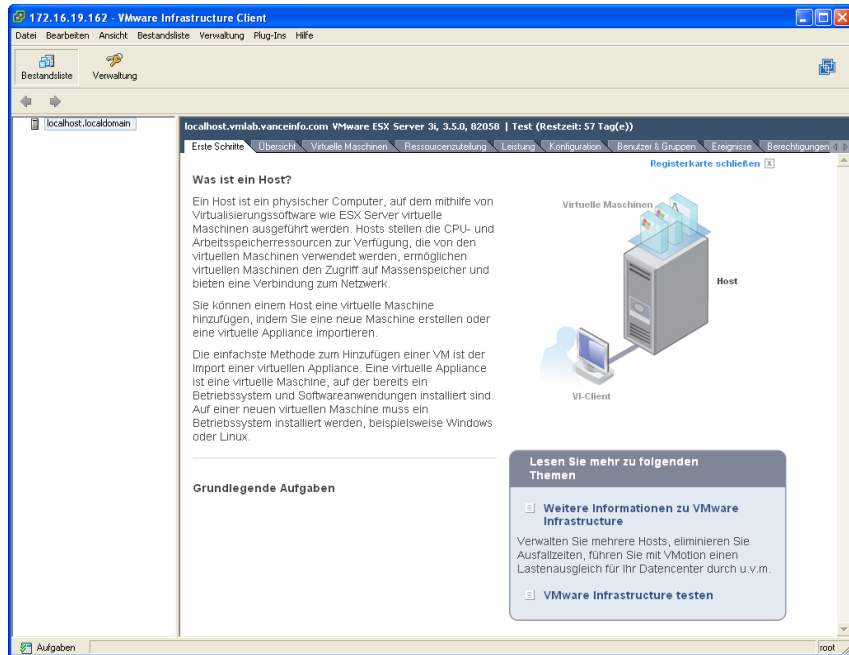 172.16.19.162 - VMware Infrastructure Client
Datei Bearbeiten Ansicht Bestandsliste Verwaltung Plug-Ins Hilfe
Bestandsliste Verwaltung
localhost.localdomain
localhost.vmlab.vanceinfo.com VMware ESX Server 3i, 3.5.0, 82058 | Test (Restzeit: 57 Tag(e))
Erste Schritte Übersicht Virtuelle Maschinen Ressourcenzuteilung Leistung Konfiguration Benutzer & Gruppen Ereignisse Berechtigungen
Registerkarte schließen X
Was ist ein Host?
Ein Host ist ein physischer Computer, auf dem mithilfe von
Virtualisierungssoftware wie ESX Server virtuelle
Maschinen ausgeführt werden. Hosts stellen die CPU- und
Arbeitsspeicherressourcen zur Verfügung, die von den
virtuellen Maschinen verwendet werden, ermöglichen
virtuellen Maschinen den Zugriff auf Massenspeicher und
bieten eine Verbindung zum Netzwerk.
Sie können einem Host eine virtuelle Maschine
hinzufügen, indem Sie eine neue Maschine erstellen oder
eine virtuelle Appliance importieren.
Die einfachste Methode zum Hinzufügen einer VM ist der
Import einer virtuellen Appliance. Eine virtuelle Appliance
ist eine virtuelle Maschine, auf der bereits ein
Betriebssystem und Softwareanwendungen installiert sind.
Auf einer neuen virtuellen Maschine muss ein
Betriebssystem installiert werden, beispielsweise Windows
oder Linux.
Grundlegende Aufgaben
Virtuelle Maschinen
Host
VI-Client
Lesen Sie mehr zu folgenden
Themen
Weitere Informationen zu VMware
Infrastructure
Verwalten Sie mehrere Hosts, eliminieren Sie
Ausfallzeiten, führen Sie mit VMotion einen
Lastenausgleich für Ihr Datencenter durch u.v.m.
VMware Infrastructure testen
Aufgaben
root